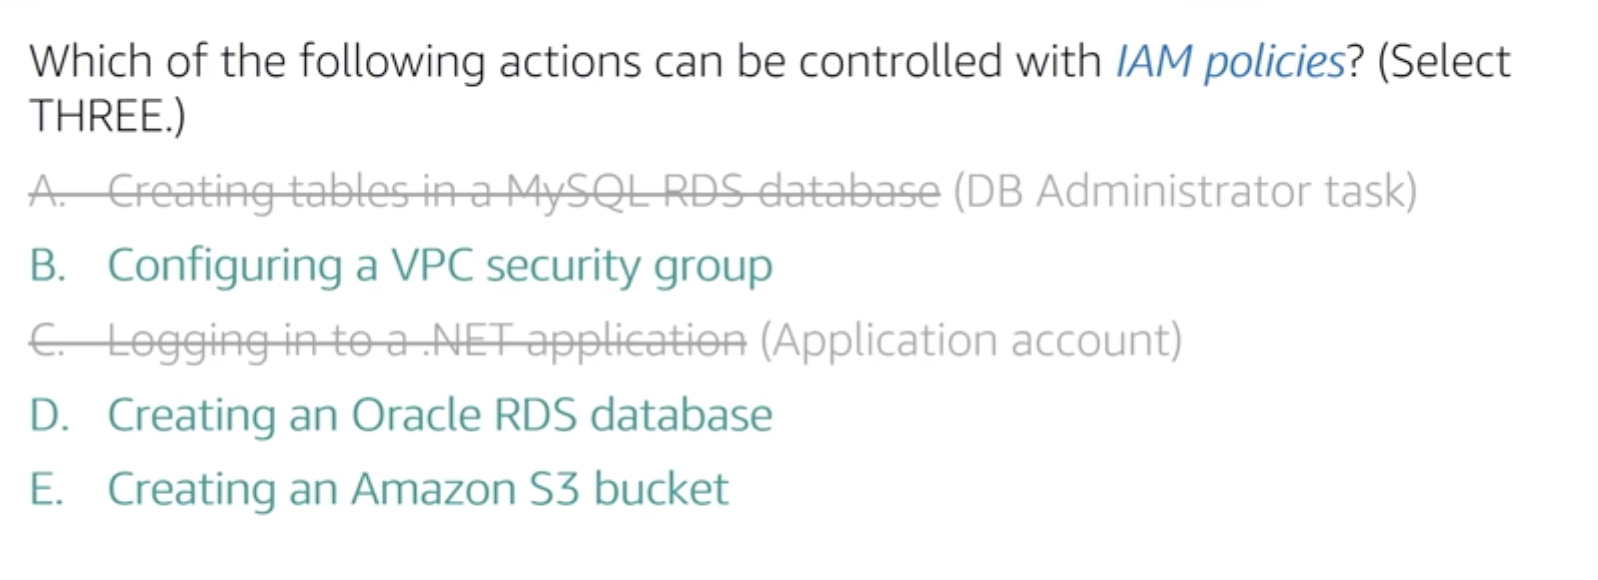 Which of the following actions can be controlled with IAM policies? (Select
THREE.)
A. Creating tables in a MySQL RDS database (DB Administrator task)
B. Configuring a VPC security group
C. Logging in to a .NET application (Application account)
D. Creating an Oracle RDS database
E. Creating an Amazon S3 bucket